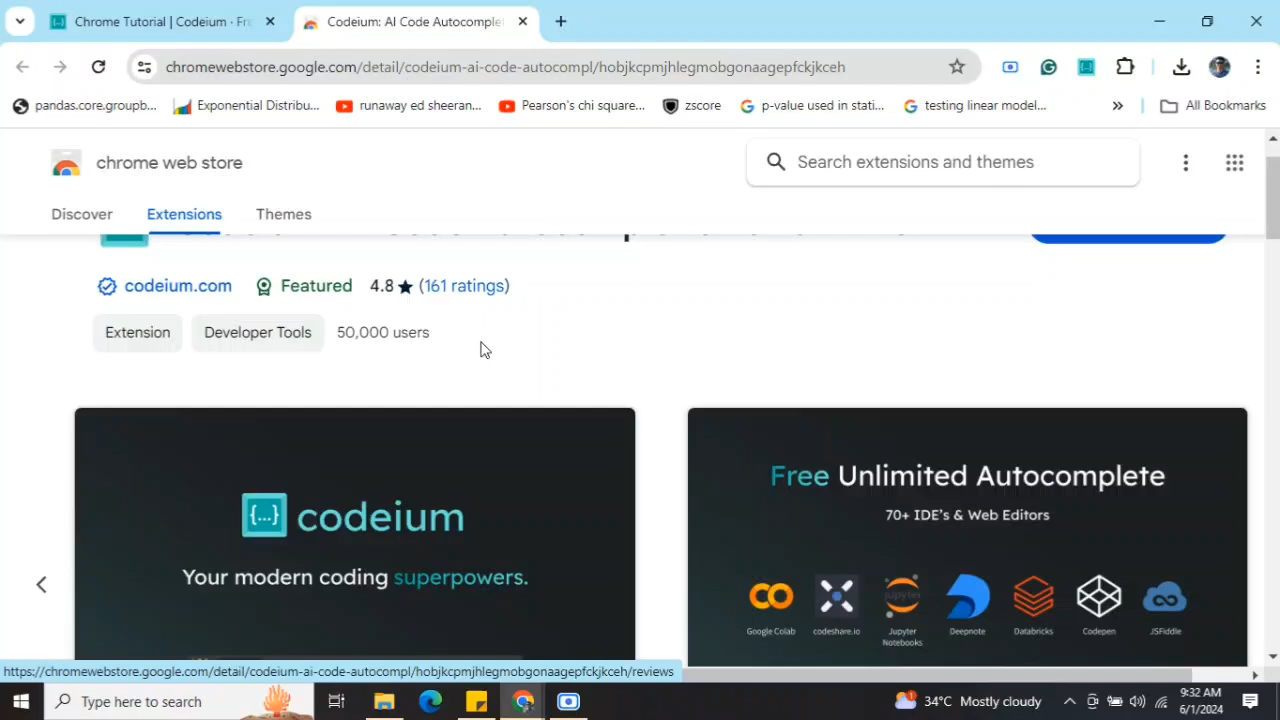 Chrome Tutorial | Codeium · Fre
Codeium: AI Code Autocomple
chromewebstore.google.com/detail/codeium-ai-code-autocompl/hobjkcpmjhlegmobgonaagepfckjkceh
pandas.core.groupb...
Exponential Distribu...
runaway ed sheeran...
Pearson's chi square...
zscore
p-value used in stati...
testing linear model...
»
All Bookmarks
chrome web store
Search extensions and themes
Discover
Extensions
Themes
codeium.com
Featured
4.8 ★ (161 ratings)
Extension
Developer Tools
50,000 users
{...} codeium
Your modern coding superpowers.
Free Unlimited Autocomplete
70+ IDE's & Web Editors
Google Colab
codeshare.io
Jupyter Notebooks
Deepnote
Databricks
Codepen
JSFiddle
https://chromewebstore.google.com/detail/codeium-ai-code-autocompl/hobjkcpmjhlegmobgonaagepfckjkceh/reviews
Type here to search
1
34°C Mostly cloudy
9:32 AM
6/1/2024